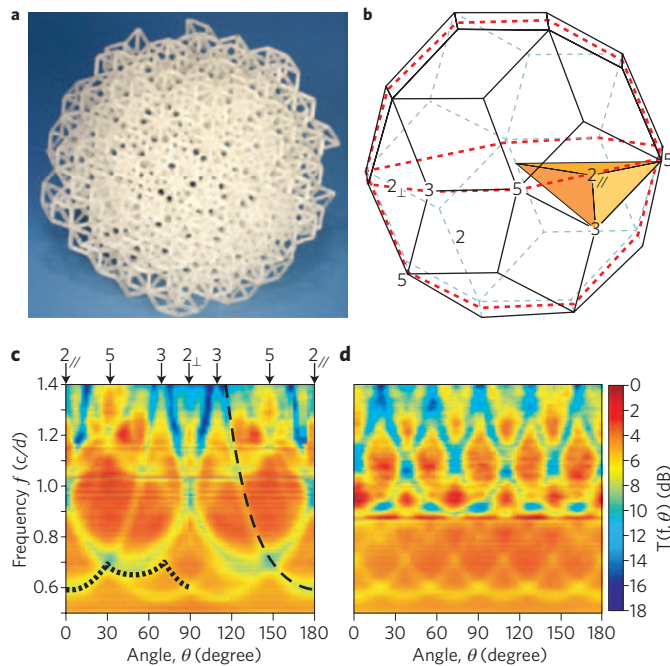 a
b
5
2//
2⊥
3
5
3
2
5
c
2// 5 3 2⊥ 3 5 2//
d
1.4
1.2
1.0
0.8
0.6
Frequency f (c/d)
0 30 60 90 120 150 180
Angle, θ (degree)
0 30 60 90 120 150 180
Angle, θ (degree)
0
2
4
6
8
10
12
14
16
18
T(f, θ) (dB)